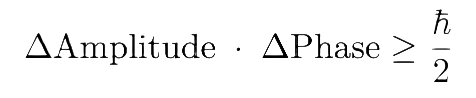 ΔAmplitude · ΔPhase ≥ ħ/2